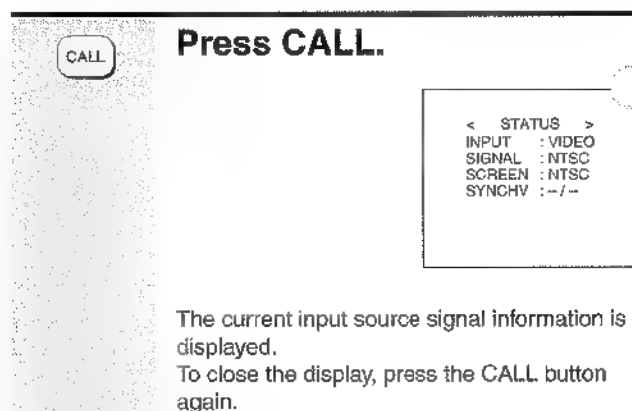 CALL
Press CALL.
< STATUS >
INPUT : VIDEO
SIGNAL : NTSC
SCREEN : NTSC
SYNCHV : – / –
The current input source signal information is
displayed.
To close the display, press the CALL button
again.